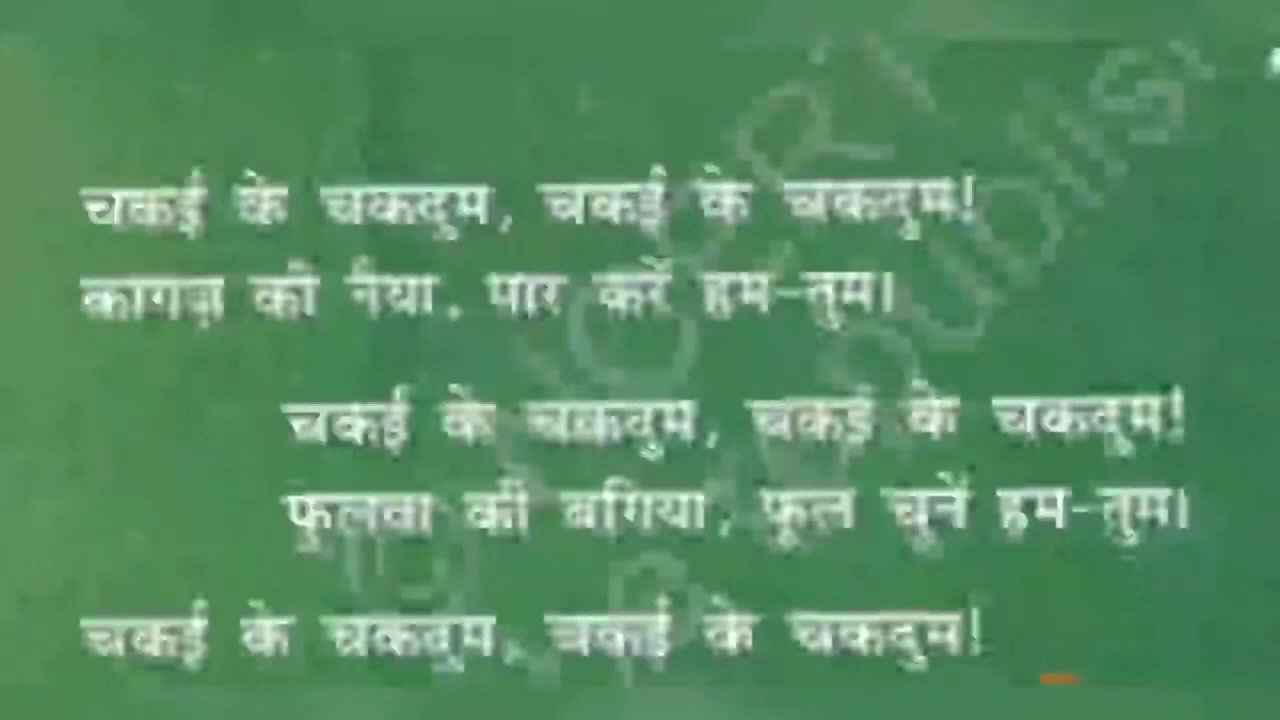 चकई के चकदुम, चकई के चकदुम!
कागज़ की नैया, पार करें हम-तुम।
चकई के चकदुम, चकई के चकदुम!
फुलवा की बगिया, फूल चुनें हम-तुम।
चकई के चकदुम, चकई के चकदुम!